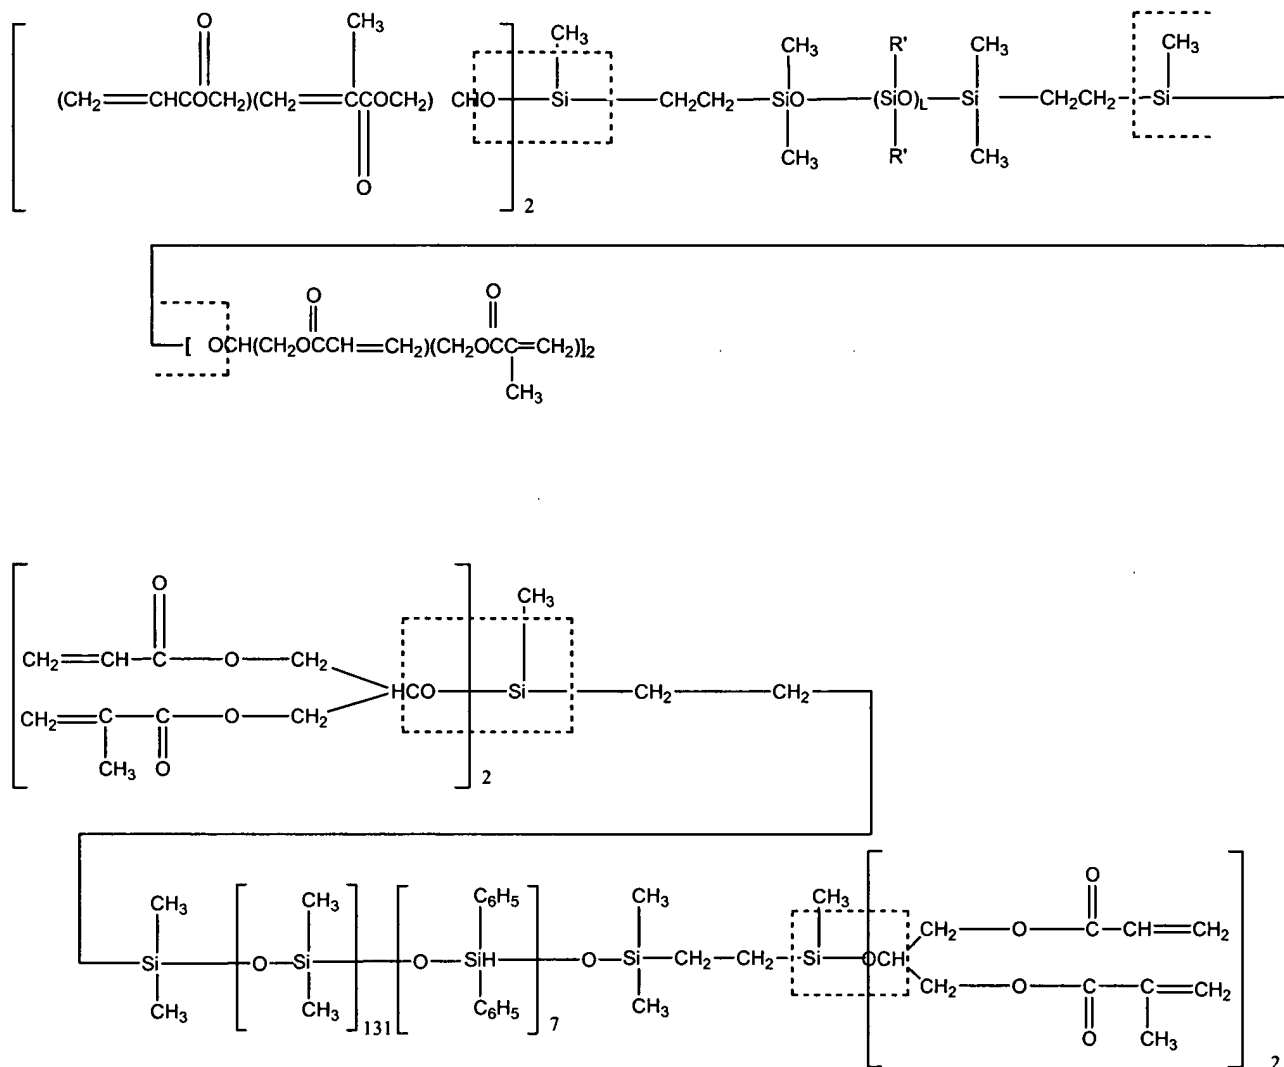 O CH3 CH3 CH3 R' CH3 CH3
(CH2 CHCOCH2)(CH2 COCH2) CHO Si CH2CH2 SiO (SiO)L Si CH2CH2 Si
CH3 R' CH3
O
2
O O
[ OCH(CH2OCCH CH2)(CH2OC CH2)]2
CH3
O CH3
CH2 CH C O CH2
HCO Si CH2 CH2
CH2 C C O CH2
CH3 O 2
CH3 CH3 C6H5 CH3 CH3 O
CH2 O C CH CH2
Si O Si O SiH O Si CH2 CH2 Si OCH
CH2 O C C CH2
CH3 CH3 C6H5 CH3
131 7 O CH3
2